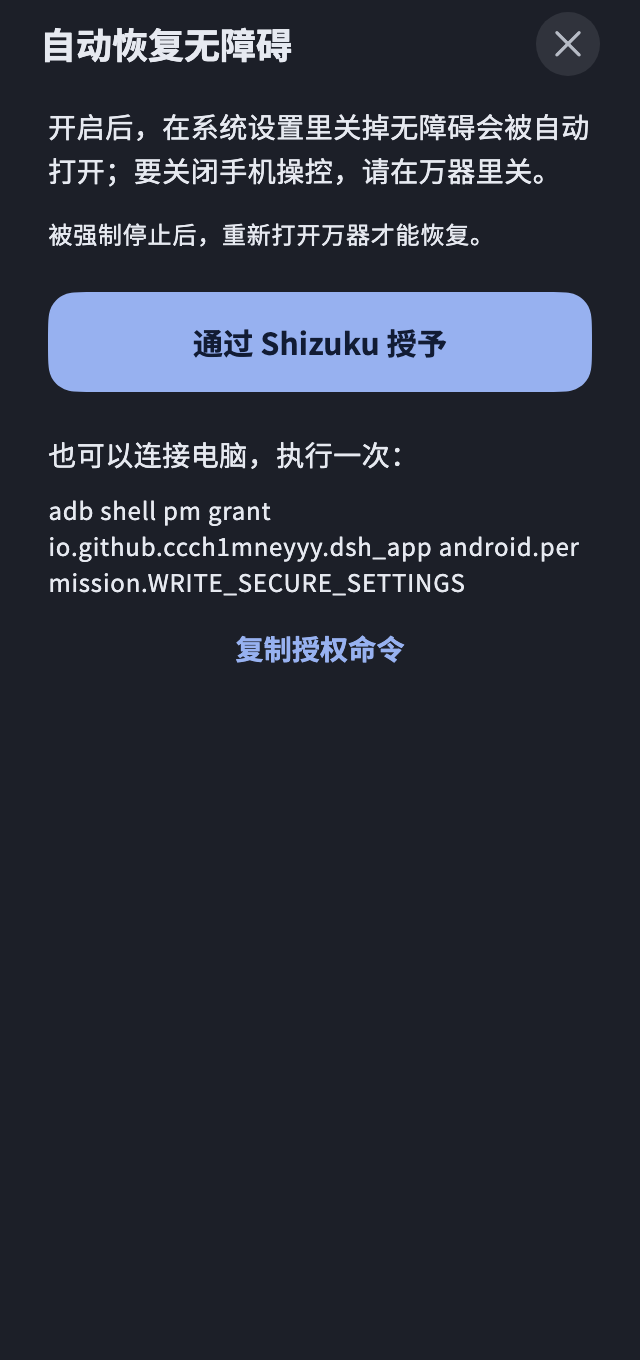 自动恢复无障碍
开启后，在系统设置里关掉无障碍会被自动
打开；要关闭手机操控，请在万器里关。
被强制停止后，重新打开万器才能恢复。
通过 Shizuku 授予
也可以连接电脑，执行一次：
adb shell pm grant
io.github.ccch1mneyyy.dsh_app android.per
mission.WRITE_SECURE_SETTINGS
复制授权命令